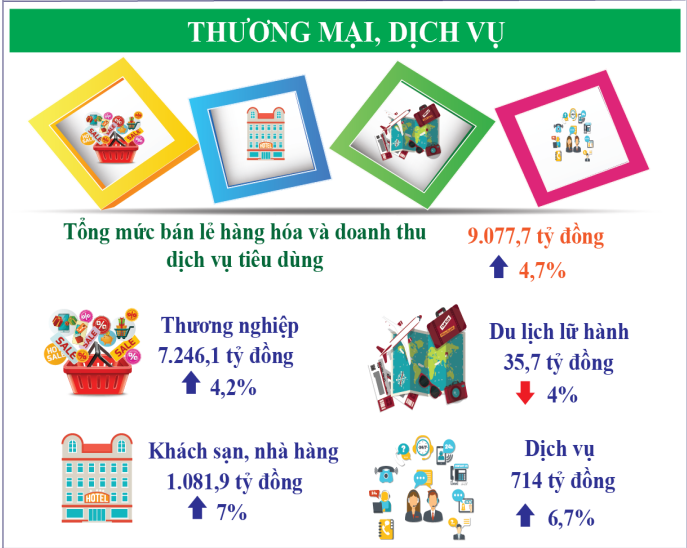 THƯƠNG MẠI, DỊCH VỤ
Tổng mức bán lẻ hàng hóa và doanh thu
dịch vụ tiêu dùng
9.077,7 tỷ đồng
4,7%
Thương nghiệp
7.246,1 tỷ đồng
4,2%
Du lịch lữ hành
35,7 tỷ đồng
4%
Khách sạn, nhà hàng
1.081,9 tỷ đồng
7%
HOTEL
Dịch vụ
714 tỷ đồng
6,7%
SALE
SALE